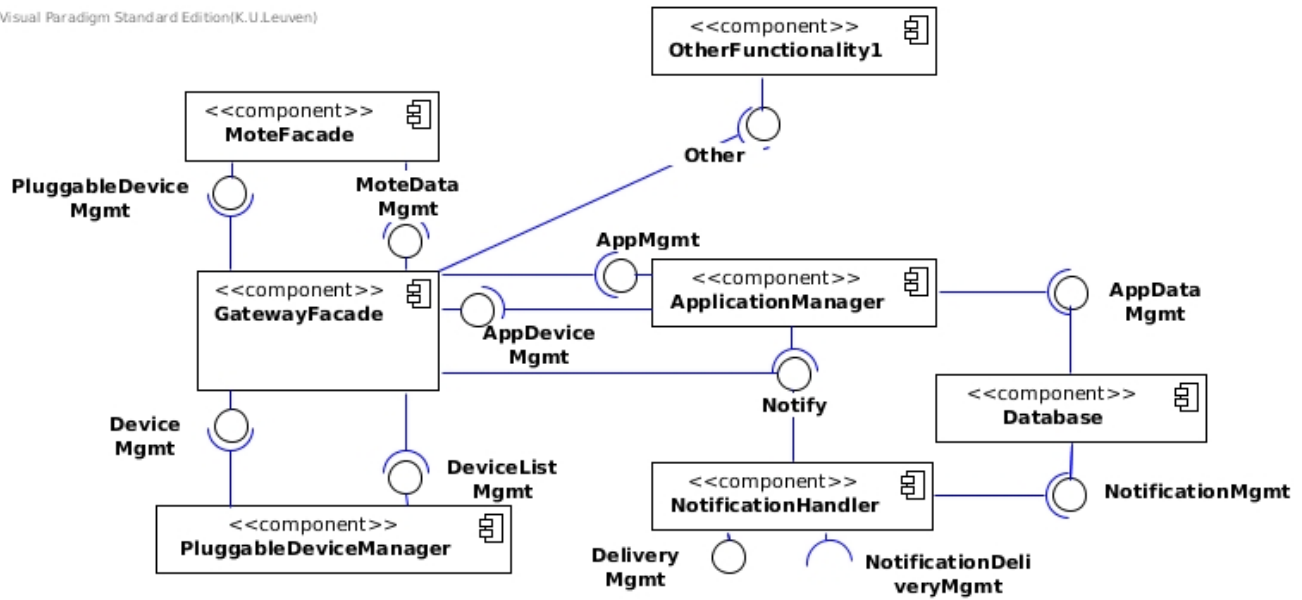 Visual Paradigm Standard Edition(K.U.Leuven)
<<component>>
OtherFunctionality1
<<component>>
MoteFacade
Other
PluggableDevice
Mgmt
MoteData
Mgmt
AppMgmt
<<component>>
GatewayFacade
<<component>>
ApplicationManager
AppData
Mgmt
AppDevice
Mgmt
Notify
<<component>>
Database
Device
Mgmt
DeviceList
Mgmt
<<component>>
NotificationHandler
NotificationMgmt
<<component>>
PluggableDeviceManager
Delivery
Mgmt
NotificationDeli
veryMgmt